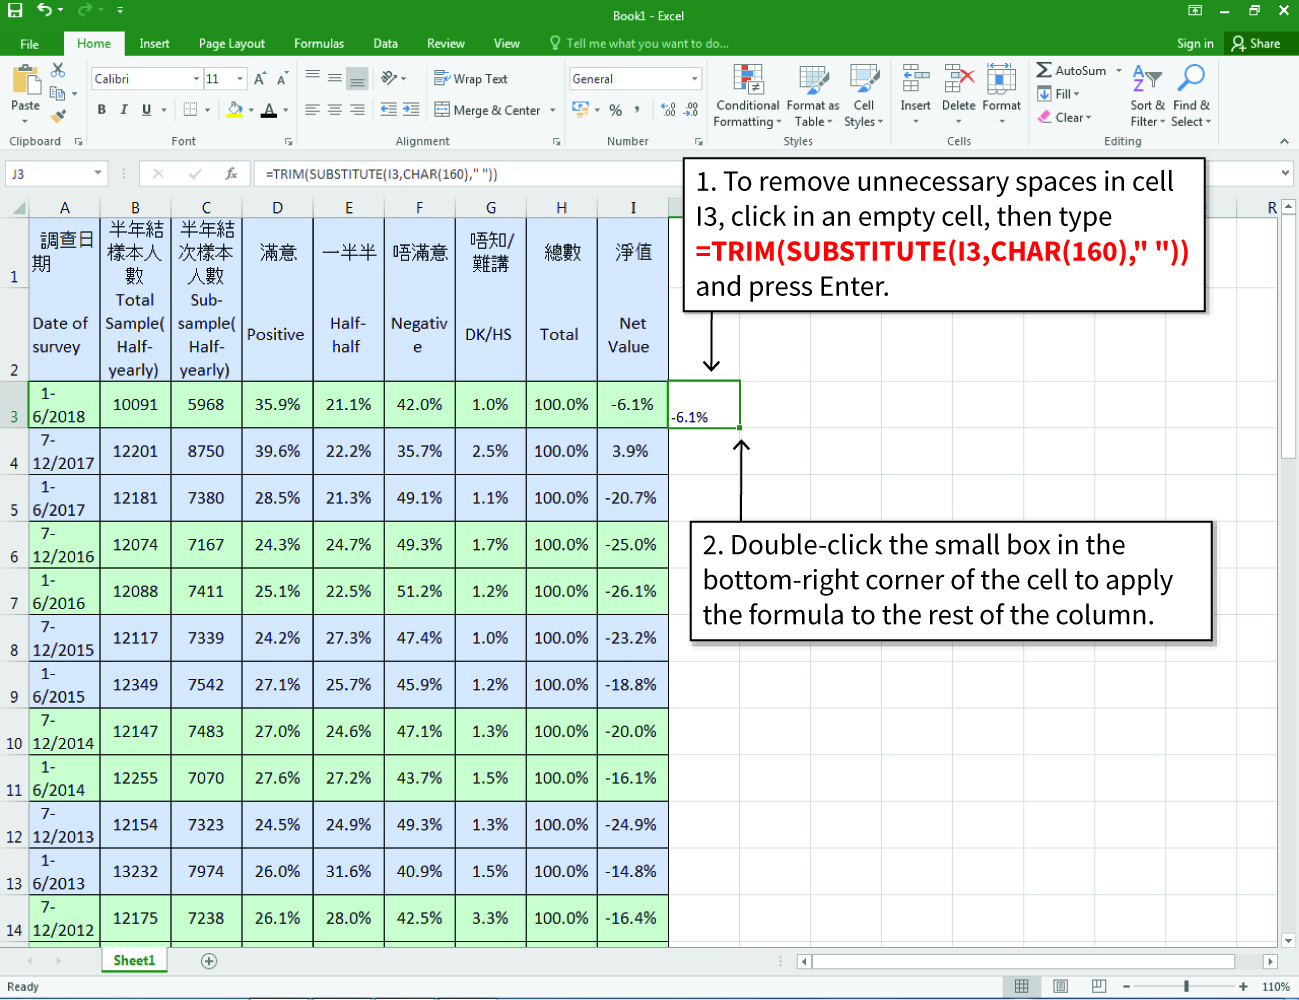 Book1 - Excel
File Home Insert Page Layout Formulas Data Review View Tell me what you want to do... Sign in Share
Paste
Clipboard
Calibri 11
B I U
A A
A
Font
Wrap Text
Merge & Center
Alignment
General
% ,
Number
Conditional Formatting
Format as Table
Cell Styles
Styles
Insert Delete Format
Cells
AutoSum
Fill
Clear
Sort & Filter
Find & Select
Editing
J3 fx =TRIM(SUBSTITUTE(I3,CHAR(160)," "))
A B C D E F G H I R
1 調查日期 半年結樣本人數 半年結次樣本人數 滿意 一半半 唔滿意 唔知/難講 總數 淨值
2 Date of survey Total Sample(Half-yearly) Sub-sample(Half-yearly) Positive Half-half Negative DK/HS Total Net Value
3 1-6/2018 10091 5968 35.9% 21.1% 42.0% 1.0% 100.0% -6.1% -6.1%
4 7-12/2017 12201 8750 39.6% 22.2% 35.7% 2.5% 100.0% 3.9%
5 1-6/2017 12181 7380 28.5% 21.3% 49.1% 1.1% 100.0% -20.7%
6 7-12/2016 12074 7167 24.3% 24.7% 49.3% 1.7% 100.0% -25.0%
7 1-6/2016 12088 7411 25.1% 22.5% 51.2% 1.2% 100.0% -26.1%
8 7-12/2015 12117 7339 24.2% 27.3% 47.4% 1.0% 100.0% -23.2%
9 1-6/2015 12349 7542 27.1% 25.7% 45.9% 1.2% 100.0% -18.8%
10 7-12/2014 12147 7483 27.0% 24.6% 47.1% 1.3% 100.0% -20.0%
11 1-6/2014 12255 7070 27.6% 27.2% 43.7% 1.5% 100.0% -16.1%
12 7-12/2013 12154 7323 24.5% 24.9% 49.3% 1.3% 100.0% -24.9%
13 1-6/2013 13232 7974 26.0% 31.6% 40.9% 1.5% 100.0% -14.8%
14 7-12/2012 12175 7238 26.1% 28.0% 42.5% 3.3% 100.0% -16.4%
1. To remove unnecessary spaces in cell
I3, click in an empty cell, then type
=TRIM(SUBSTITUTE(I3,CHAR(160)," "))
and press Enter.
2. Double-click the small box in the
bottom-right corner of the cell to apply
the formula to the rest of the column.
Sheet1
Ready
110%